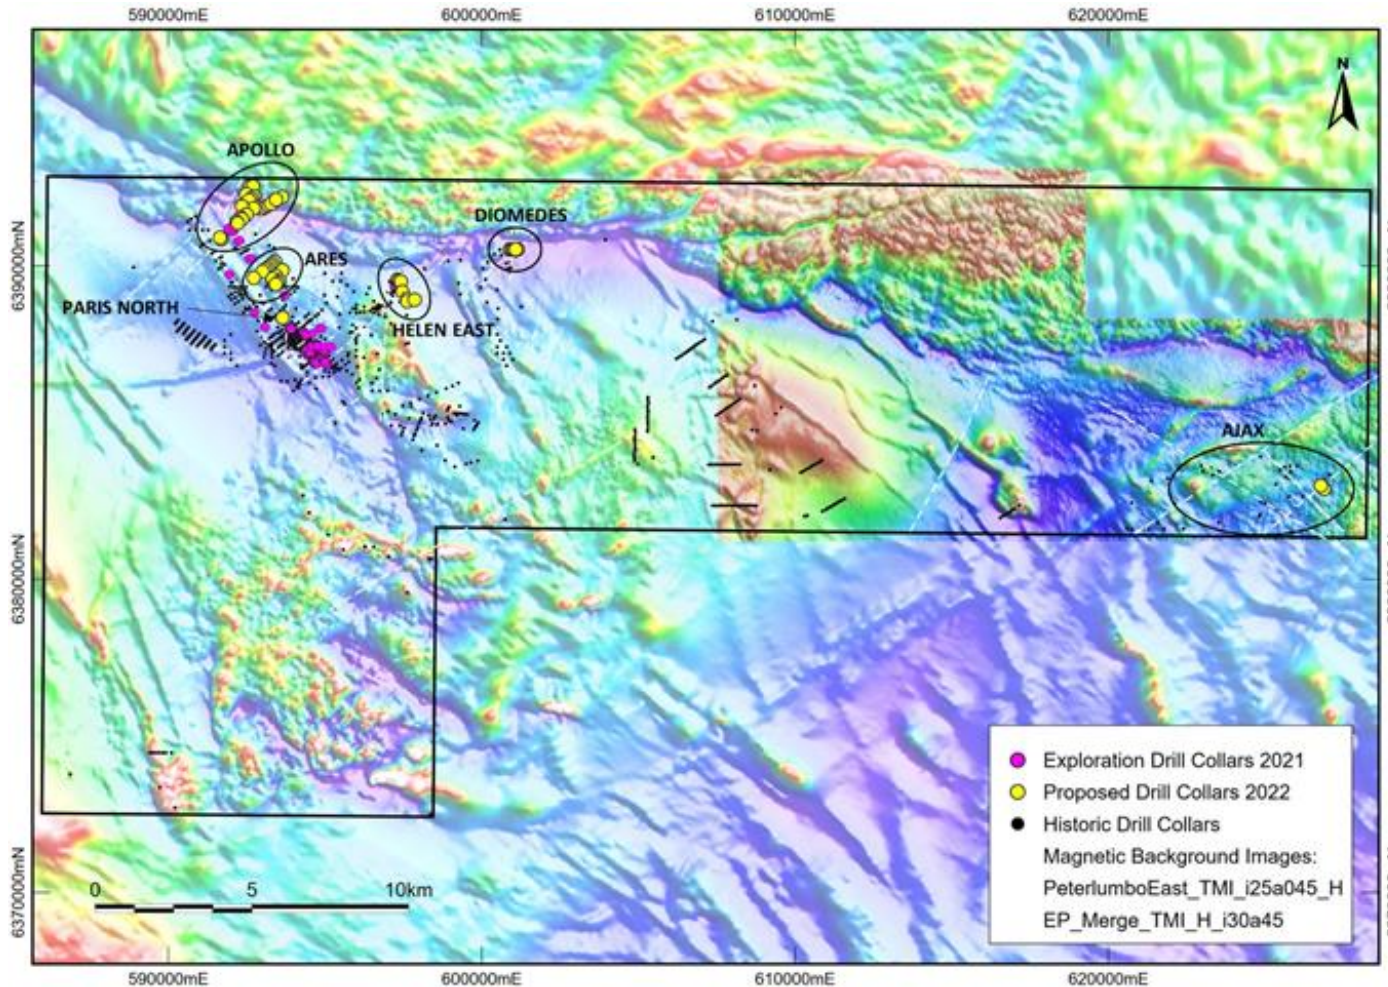 590000mE 600000mE 610000mE 620000mE
N
APOLLO
DIOMEDES
6390000mN
ARES
PARIS NORTH
HELEN EAST
AJAX
6380000mN
Exploration Drill Collars 2021
Proposed Drill Collars 2022
Historic Drill Collars
Magnetic Background Images:
PeterlumboEast_TMI_i25a045_H
EP_Merge_TMI_H_i30a45
0 5 10km
6370000mN
590000mE 600000mE 610000mE 620000mE